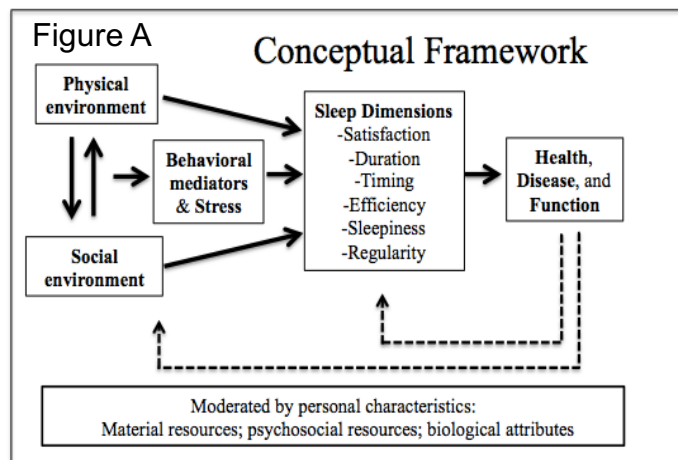 Figure A
Conceptual Framework
Physical
environment
Behavioral
mediators
& Stress
Social
environment
Sleep Dimensions
-Satisfaction
-Duration
-Timing
-Efficiency
-Sleepiness
-Regularity
Health,
Disease, and
Function
Moderated by personal characteristics:
Material resources; psychosocial resources; biological attributes